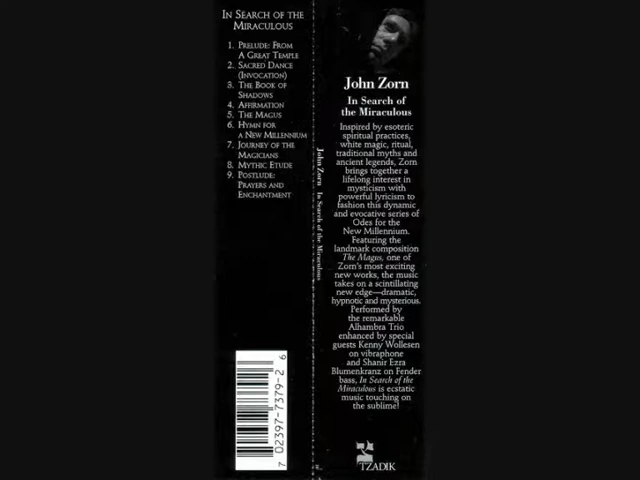 In Search of the
Miraculous
1. Prelude: From
A Great Temple
2. Sacred Dance
(Invocation)
3. The Book of
Shadows
4. Affirmation
5. The Magus
6. Hymn for
a New Millennium
7. Journey of the
Magicians
8. Mythic Etude
9. Postlude:
Prayers and
Enchantment
7 02397-7379-2 6
John Zorn In Search of the Miraculous
John Zorn
In Search of
the Miraculous
Inspired by esoteric
spiritual practices,
white magic, ritual,
traditional myths and
ancient legends, Zorn
brings together a
lifelong interest in
mysticism with
powerful lyricism to
fashion this dynamic
and evocative series of
Odes for the
New Millennium.
Featuring the
landmark composition
The Magus, one of
Zorn's most exciting
new works, the music
takes on a scintillating
new edge—dramatic,
hypnotic and mysterious.
Performed by
the remarkable
Alhambra Trio
enhanced by special
guests Kenny Wollesen
on vibraphone
and Shanir Ezra
Blumenkranz on Fender
bass, In Search of the
Miraculous is ecstatic
music touching on
the sublime!
TZADIK